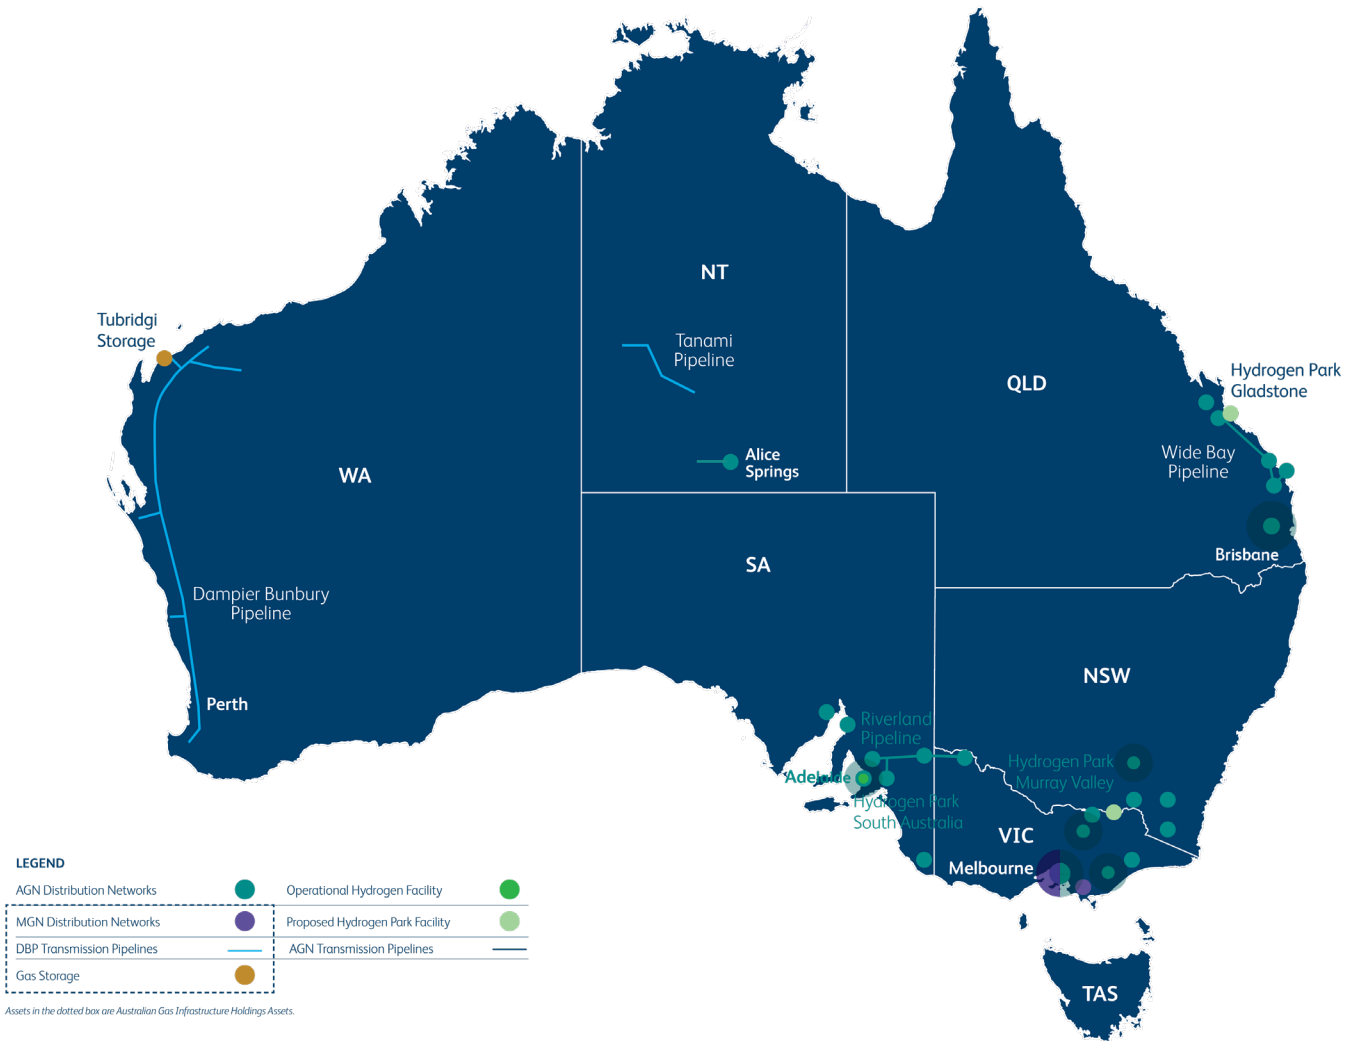 NT
Tubridgi
Storage
Tanami
Pipeline
Hydrogen Park
Gladstone
QLD
Wide Bay
Pipeline
Alice
Springs
WA
Brisbane
SA
Dampier Bunbury
Pipeline
NSW
Perth
Riverland
Pipeline
Hydrogen Park
Murray Valley
Adelaide
Hydrogen Park
South Australia
VIC
Melbourne
LEGEND
AGN Distribution Networks
Operational Hydrogen Facility
MGN Distribution Networks
Proposed Hydrogen Park Facility
DBP Transmission Pipelines
AGN Transmission Pipelines
Gas Storage
TAS
Assets in the dotted box are Australian Gas Infrastructure Holdings Assets.